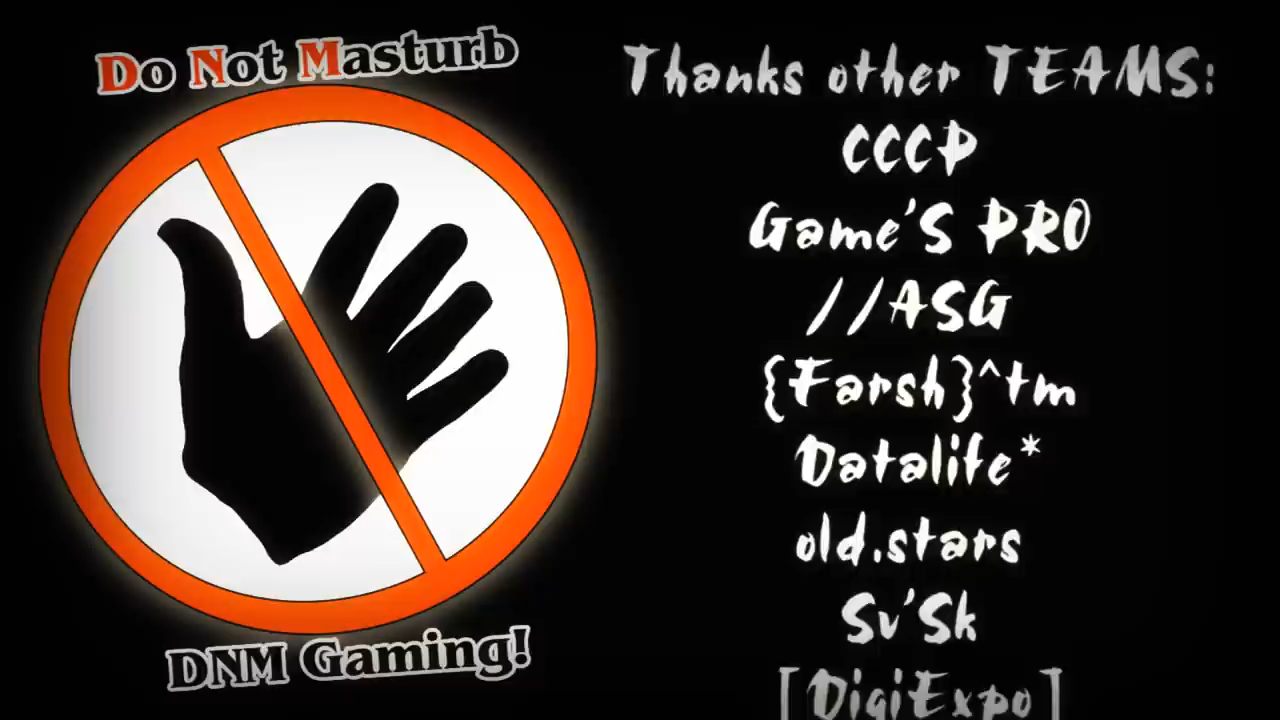 Do Not Masturb
DNM Gaming!
Thanks other TEAMS:
CCCP
Game'S PRO
//ASG
{Farsh}^tm
Datalife*
old.stars
Sv'Sk
[DigiExpo]